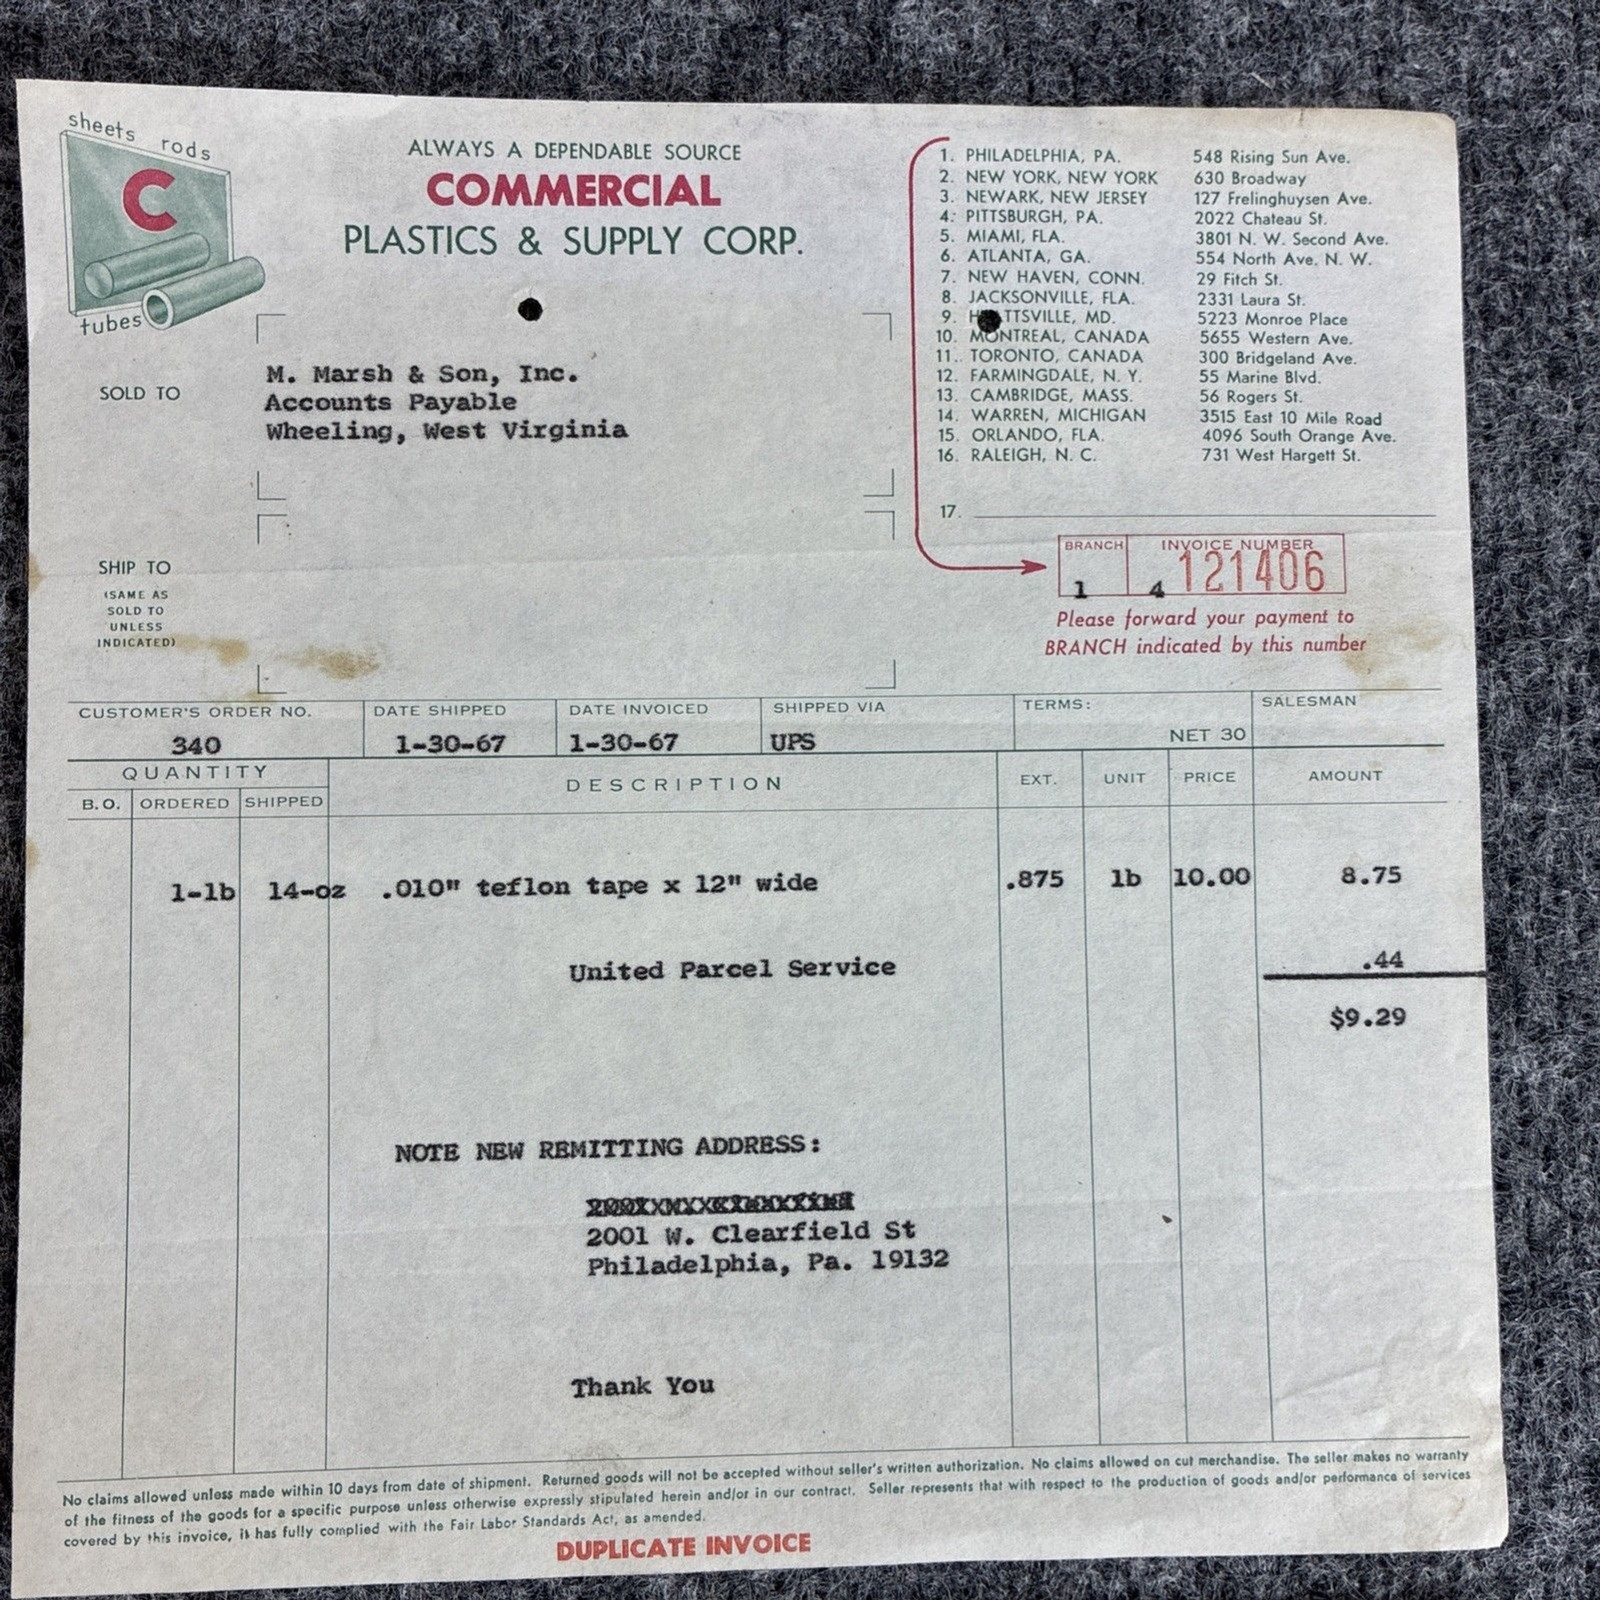 sheets rods
C
tubes
ALWAYS A DEPENDABLE SOURCE
COMMERCIAL
PLASTICS & SUPPLY CORP.
1. PHILADELPHIA, PA. 548 Rising Sun Ave.
2. NEW YORK, NEW YORK 630 Broadway
3. NEWARK, NEW JERSEY 127 Frelinghuysen Ave.
4. PITTSBURGH, PA. 2022 Chateau St.
5. MIAMI, FLA. 3801 N. W. Second Ave.
6. ATLANTA, GA. 554 North Ave. N. W.
7. NEW HAVEN, CONN. 29 Fitch St.
8. JACKSONVILLE, FLA. 2331 Laura St.
9. H TTSVILLE, MD. 5223 Monroe Place
10. MONTREAL, CANADA 5655 Western Ave.
11. TORONTO, CANADA 300 Bridgeland Ave.
12. FARMINGDALE, N. Y. 55 Marine Blvd.
13. CAMBRIDGE, MASS. 56 Rogers St.
14. WARREN, MICHIGAN 3515 East 10 Mile Road
15. ORLANDO, FLA. 4096 South Orange Ave.
16. RALEIGH, N. C. 731 West Hargett St.
17.
SOLD TO
M. Marsh & Son, Inc.
Accounts Payable
Wheeling, West Virginia
SHIP TO
(SAME AS
SOLD TO
UNLESS
INDICATED)
BRANCH INVOICE NUMBER
1 4 121406
Please forward your payment to
BRANCH indicated by this number
CUSTOMER'S ORDER NO. DATE SHIPPED DATE INVOICED SHIPPED VIA TERMS: SALESMAN
340 1-30-67 1-30-67 UPS NET 30
QUANTITY DESCRIPTION EXT. UNIT PRICE AMOUNT
B.O. ORDERED SHIPPED
1-lb 14-oz .010" teflon tape x 12" wide .875 lb 10.00 8.75
United Parcel Service .44
$9.29
NOTE NEW REMITTING ADDRESS:
2001 W. Clearfield St
Philadelphia, Pa. 19132
Thank You
No claims allowed unless made within 10 days from date of shipment. Returned goods will not be accepted without seller's written authorization. No claims allowed on cut merchandise. The seller makes no warranty
of the fitness of the goods for a specific purpose unless otherwise expressly stipulated herein and/or in our contract. Seller represents that with respect to the production of goods and/or performance of services
covered by this invoice, it has fully complied with the Fair Labor Standards Act, as amended.
DUPLICATE INVOICE